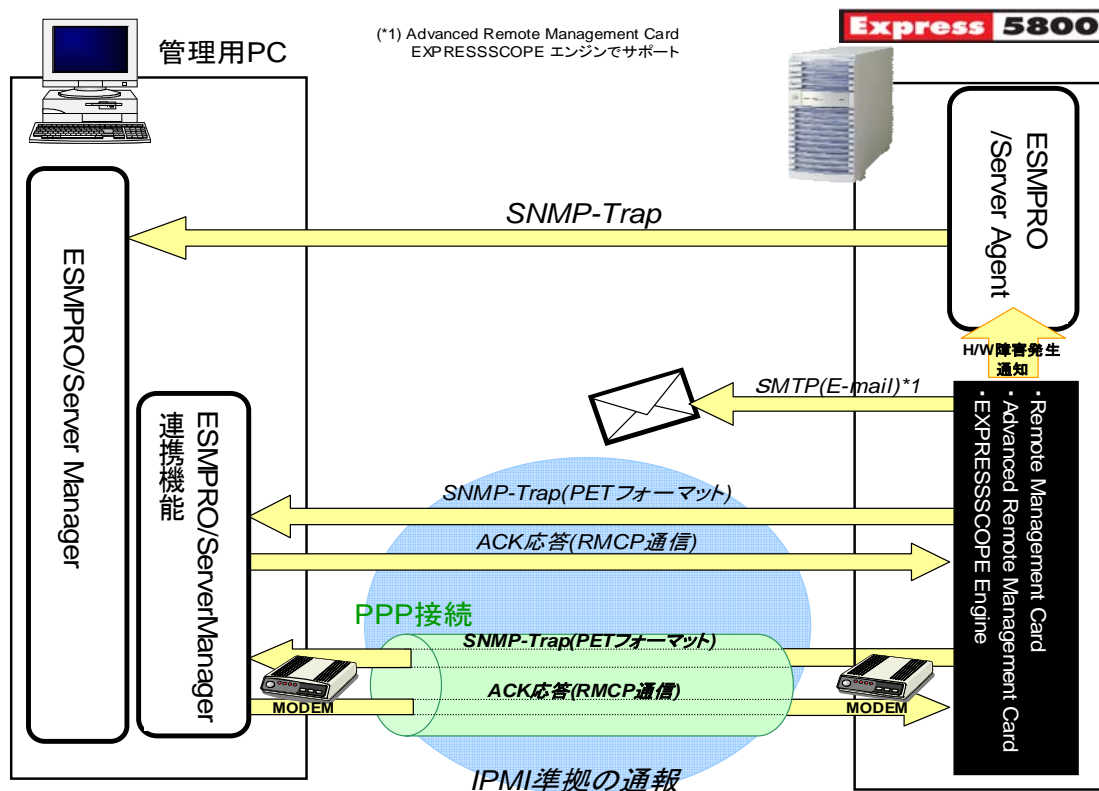 管理用PC
(*1) Advanced Remote Management Card
EXPRESSSCOPE エンジンでサポート
Express 5800
ESMPRO
/Server Agent
SNMP-Trap
ESMPRO/Server Manager
H/W障害発生
通知
SMTP(E-mail)*1
・Remote Management Card
・Advanced Remote Management Card
・EXPRESSSCOPE Engine
ESMPRO/ServerManager
連携機能
SNMP-Trap(PETフォーマット)
ACK応答(RMCP通信)
PPP接続
SNMP-Trap(PETフォーマット)
ACK応答(RMCP通信)
MODEM
MODEM
IPMI準拠の通報